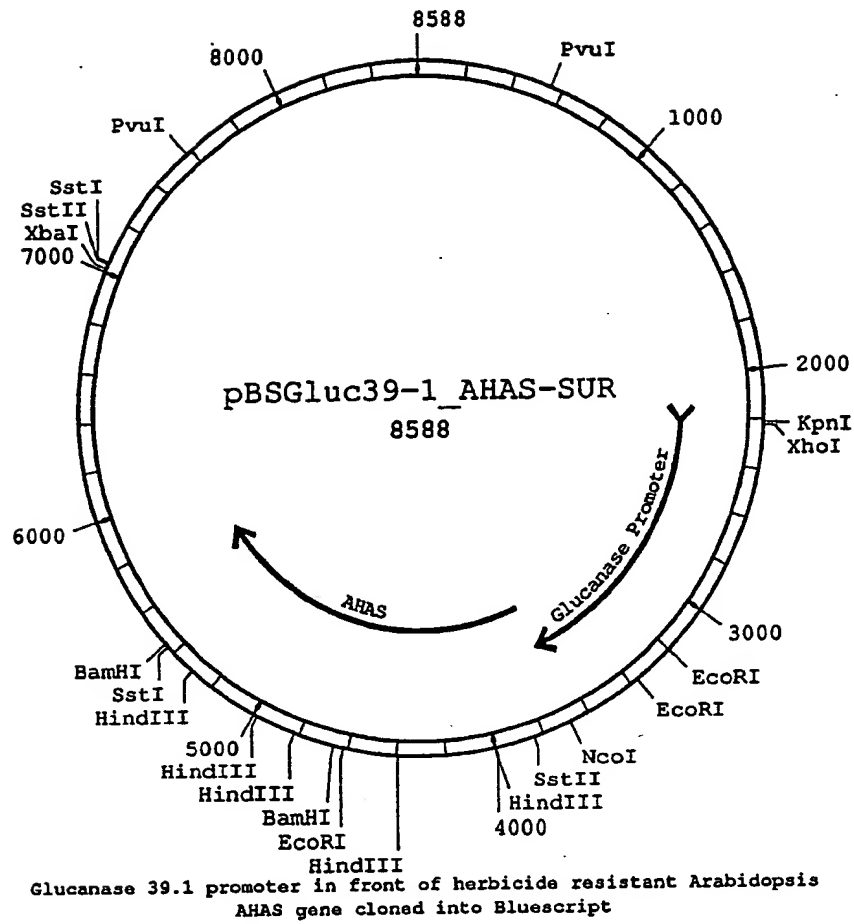 8588
PvuI
8000
1000
PvuI
SstI
SstII
XbaI
7000
2000
pBSGluc39-1_AHAS-SUR
8588
KpnI
XhoI
Glucanase Promoter
6000
AHAS
3000
EcoRI
EcoRI
BamHI
SstI
HindIII
NcoI
5000
HindIII
SstII
HindIII
HindIII
4000
BamHI
EcoRI
HindIII
Glucanase 39.1 promoter in front of herbicide resistant Arabidopsis
AHAS gene cloned into Bluescript